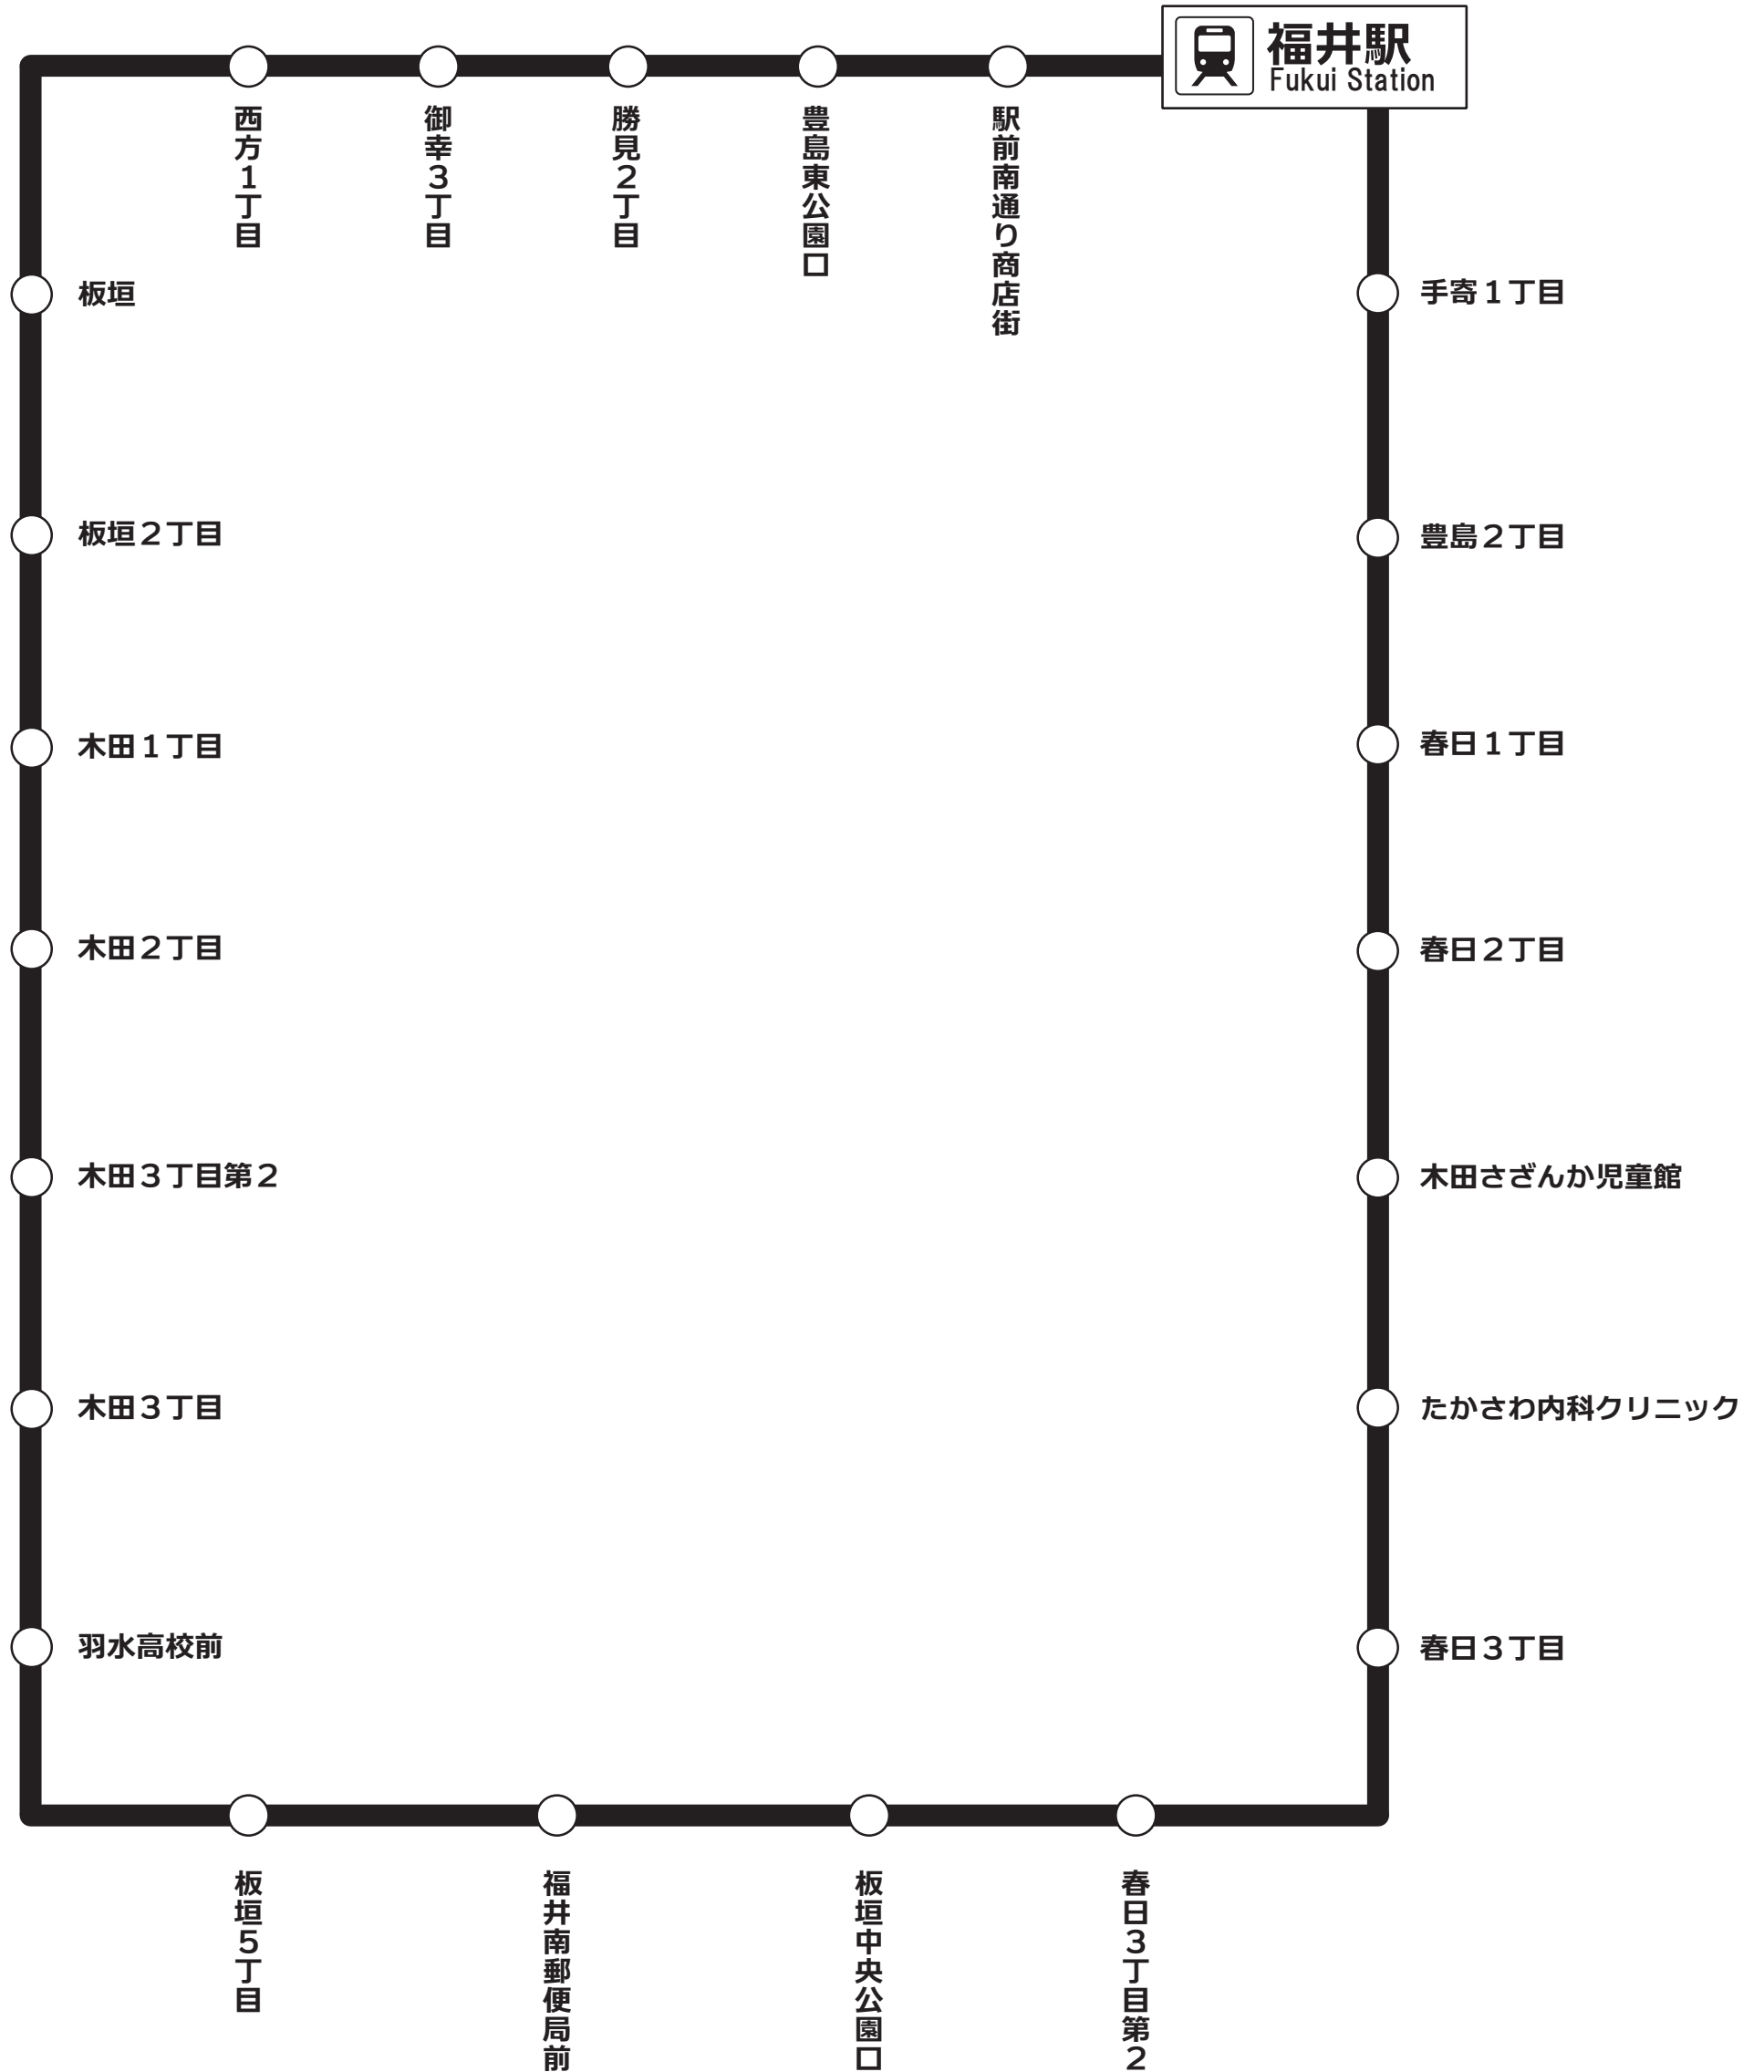 福井駅
Fukui Station
西方１丁目
御幸３丁目
勝見２丁目
豊島東公園口
駅前南通り商店街
板垣
板垣２丁目
木田１丁目
木田２丁目
木田３丁目第２
木田３丁目
羽水高校前
手寄１丁目
豊島２丁目
春日１丁目
春日２丁目
木田さざんか児童館
たかさわ内科クリニック
春日３丁目
板垣５丁目
福井南郵便局前
板垣中央公園口
春日３丁目第２